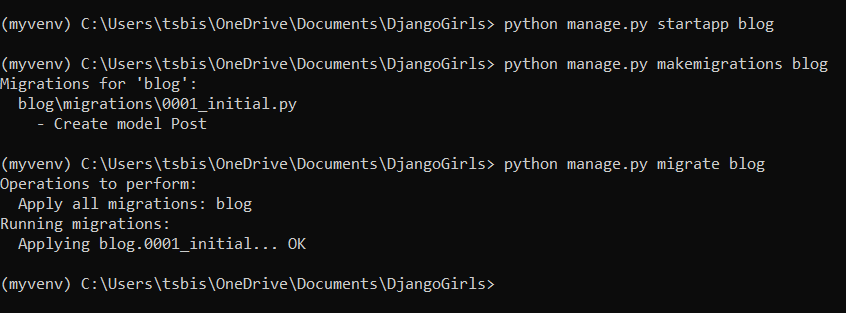 (myvenv) C:\Users\tsbis\OneDrive\Documents\DjangoGirls> python manage.py startapp blog
(myvenv) C:\Users\tsbis\OneDrive\Documents\DjangoGirls> python manage.py makemigrations blog
Migrations for 'blog':
  blog\migrations\0001_initial.py
    - Create model Post
(myvenv) C:\Users\tsbis\OneDrive\Documents\DjangoGirls> python manage.py migrate blog
Operations to perform:
  Apply all migrations: blog
Running migrations:
  Applying blog.0001_initial... OK
(myvenv) C:\Users\tsbis\OneDrive\Documents\DjangoGirls>